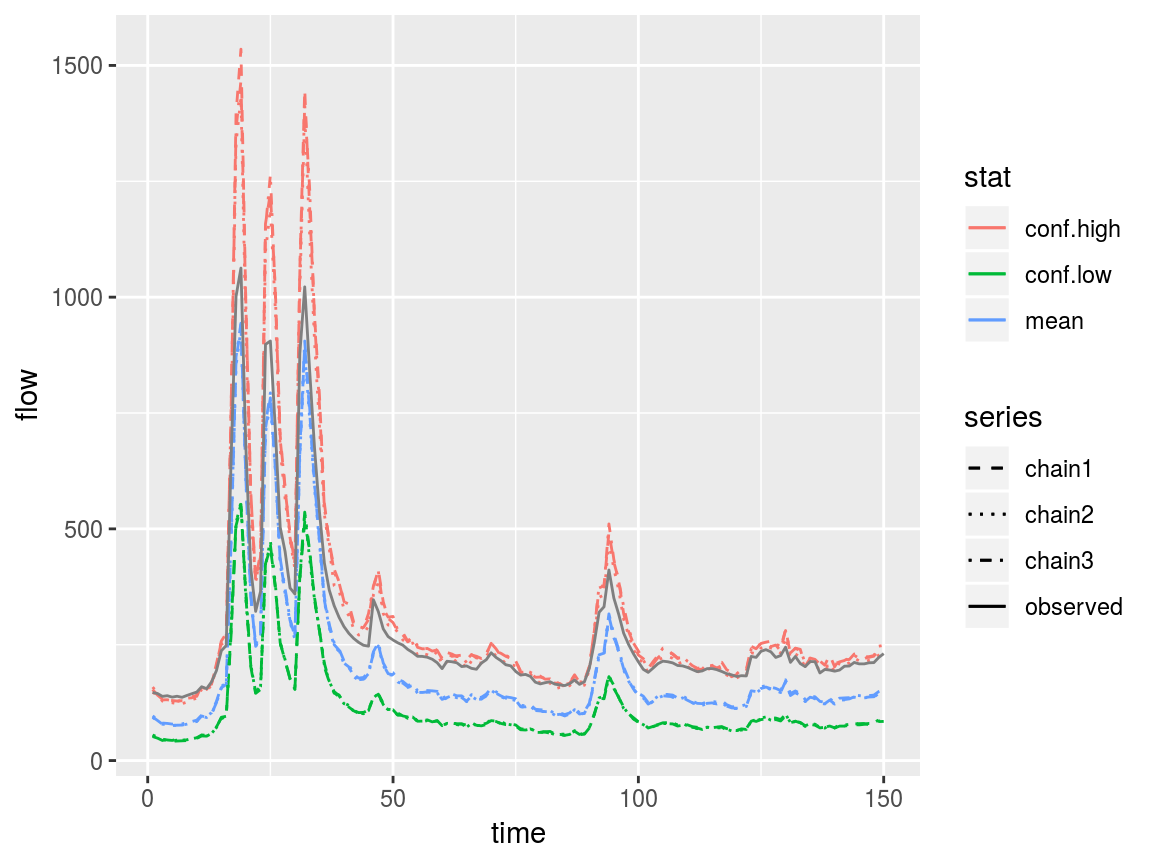 1500
1000
500
0
flow
0
50
100
150
time
stat
conf.high
conf.low
mean
series
chain1
chain2
chain3
observed